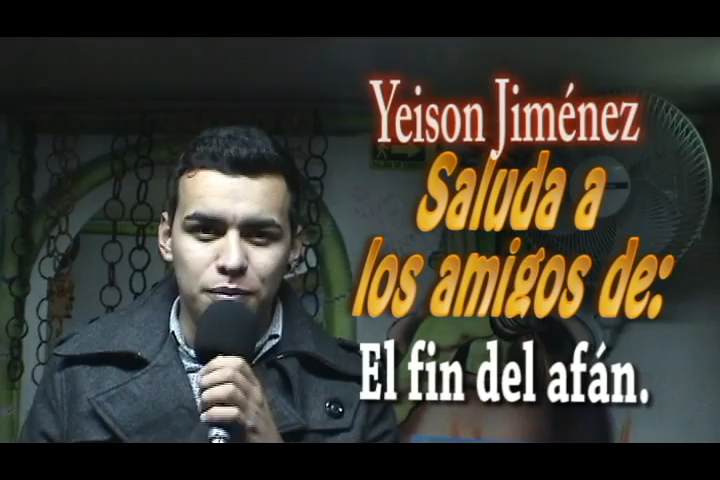 Yeison Jiménez
Saluda a
los amigos de:
El fin del afán.